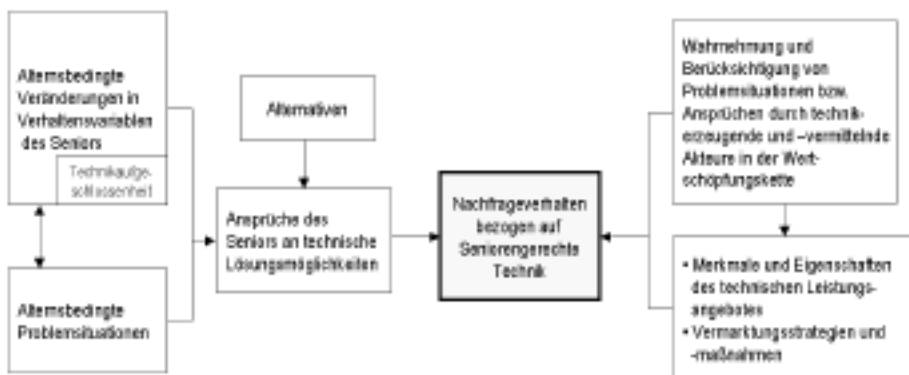 Alternsbedingte
Veränderungen in
Verhaltensvariablen
des Seniors
Technikaufge-
schlossenheit
Alternsbedingte
Problemsituationen
Alternativen
Ansprüche des
Seniors an technische
Lösungsmöglichkeiten
Nachfrageverhalten
bezogen auf
Seniorengerechte
Technik
Wahrnehmung und
Berücksichtigung von
Problemsituationen bzw.
Ansprüchen durch technik-
erzeugende und –vermittelnde
Akteure in der Wert-
schöpfungskette
• Merkmale und Eigenschaften
des technischen Leistungs-
angebotes
• Vermarktungsstrategien und
-maßnahmen